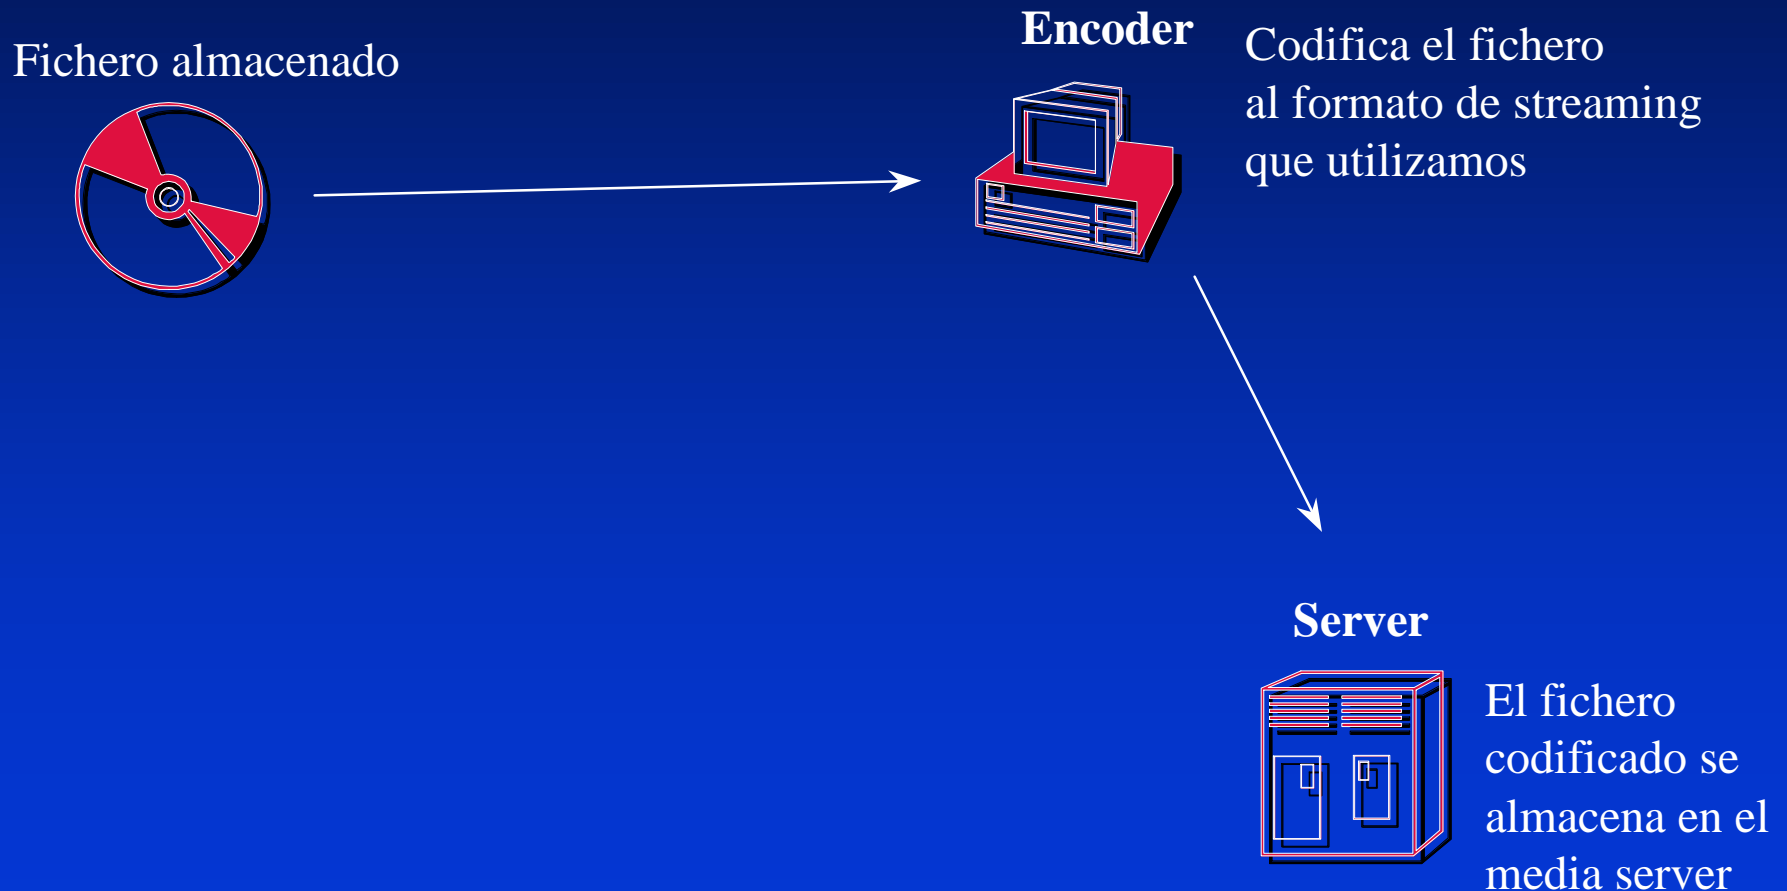 Fichero almacenado
Encoder
Codifica el fichero
al formato de streaming
que utilizamos
Server
El fichero
codificado se
almacena en el
media server